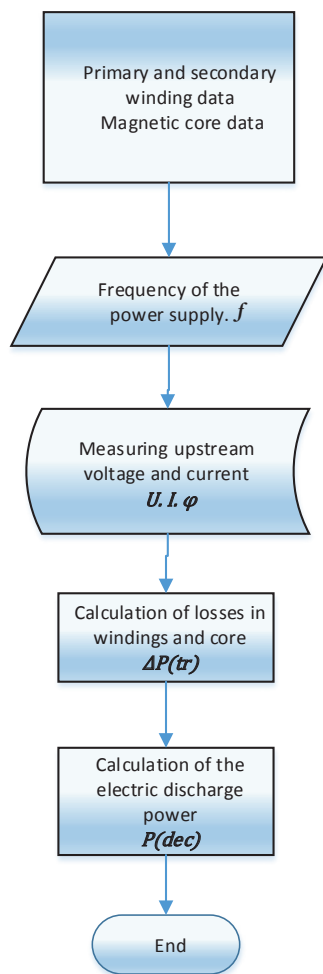 Primary and secondary
winding data
Magnetic core data
Frequency of the
power supply. f
Measuring upstream
voltage and current
U. I. φ
Calculation of losses in
windings and core
ΔP(tr)
Calculation of the
electric discharge
power
P(dec)
End